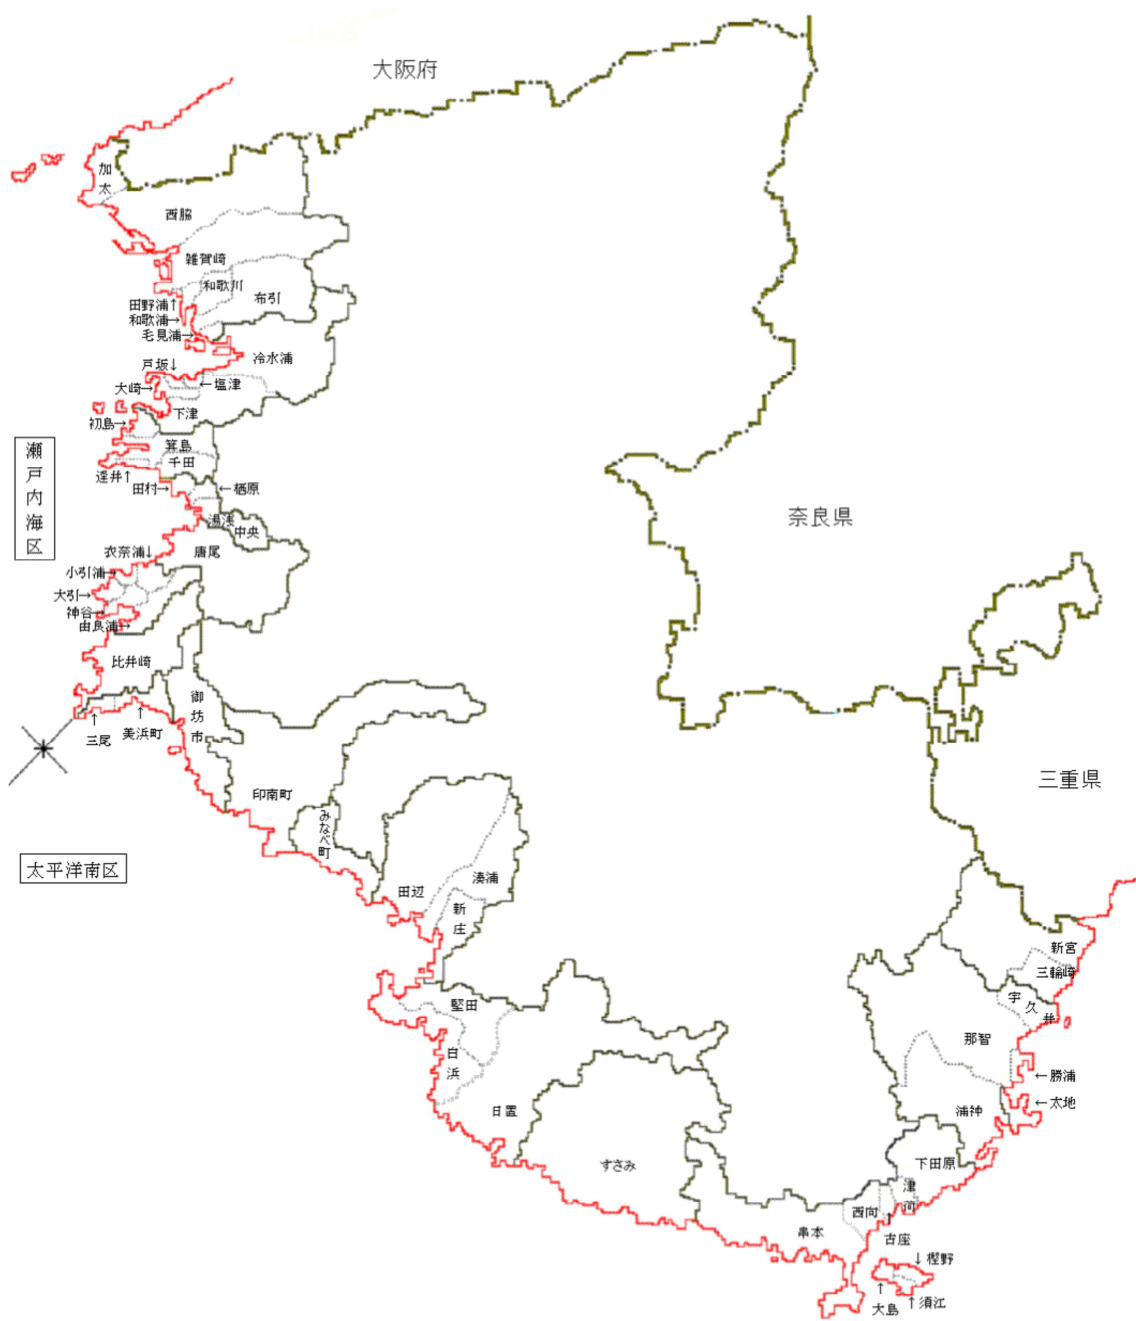 大阪府
加太
西脇
雑賀崎
和歌川
田野浦↑
布引
和歌浦→
毛見浦→
冷水浦
戸坂↓
大崎→
←塩津
下津
初島→
箕島
千田
逢井↑
田村→
←栖原
湯浅
中央
瀬戸内海区
奈良県
衣奈浦↓
唐尾
小引浦→
大引→
神谷→
由良浦→
比井崎
御坊市
↑
三尾
↑
美浜町
印南町
みなべ町
三重県
太平洋南区
田辺
湊浦
新庄
堅田
白浜
日置
すさみ
新宮
三輪崎
宇久井
那智
←勝浦
←太地
浦神
下田原
津荷
西向
↑
古座
串本
↓樫野
↑
大島
↑須江